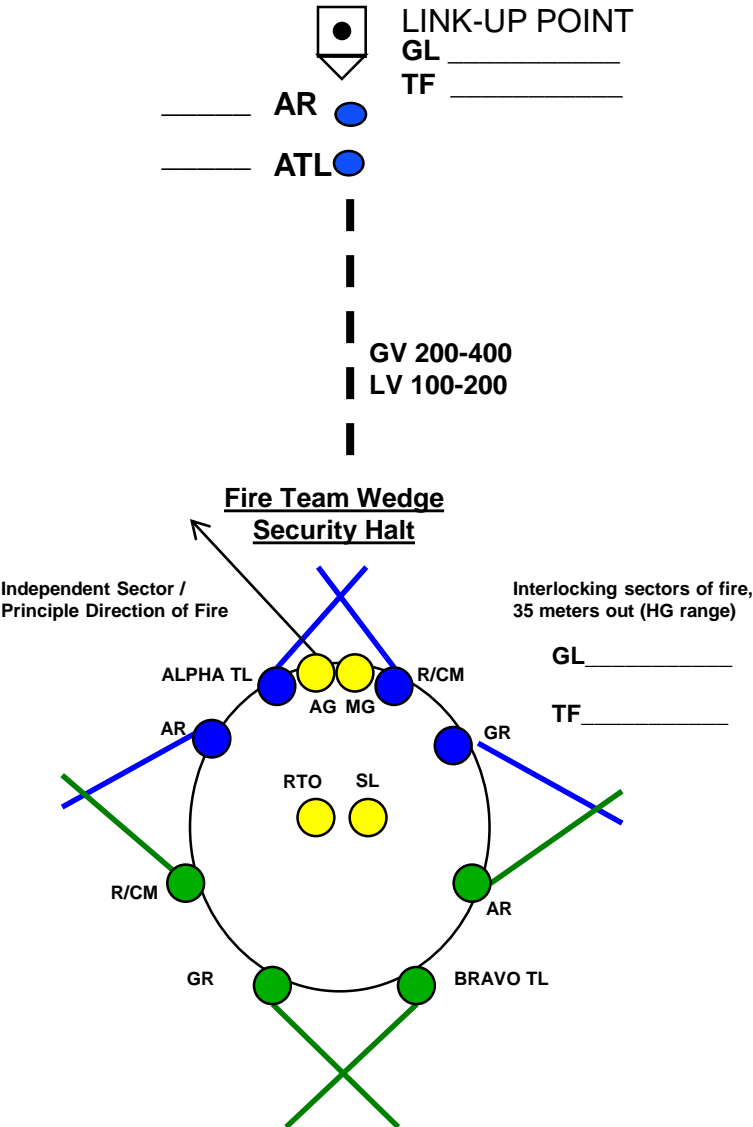 LINK-UP POINT
GL ____________
TF ____________
_____ AR
_____ ATL
GV 200-400
LV 100-200
Fire Team Wedge
Security Halt
Independent Sector /
Principle Direction of Fire
Interlocking sectors of fire,
35 meters out (HG range)
GL___________
TF___________
ALPHA TL
R/CM
AG MG
AR
GR
RTO SL
R/CM
AR
GR
BRAVO TL